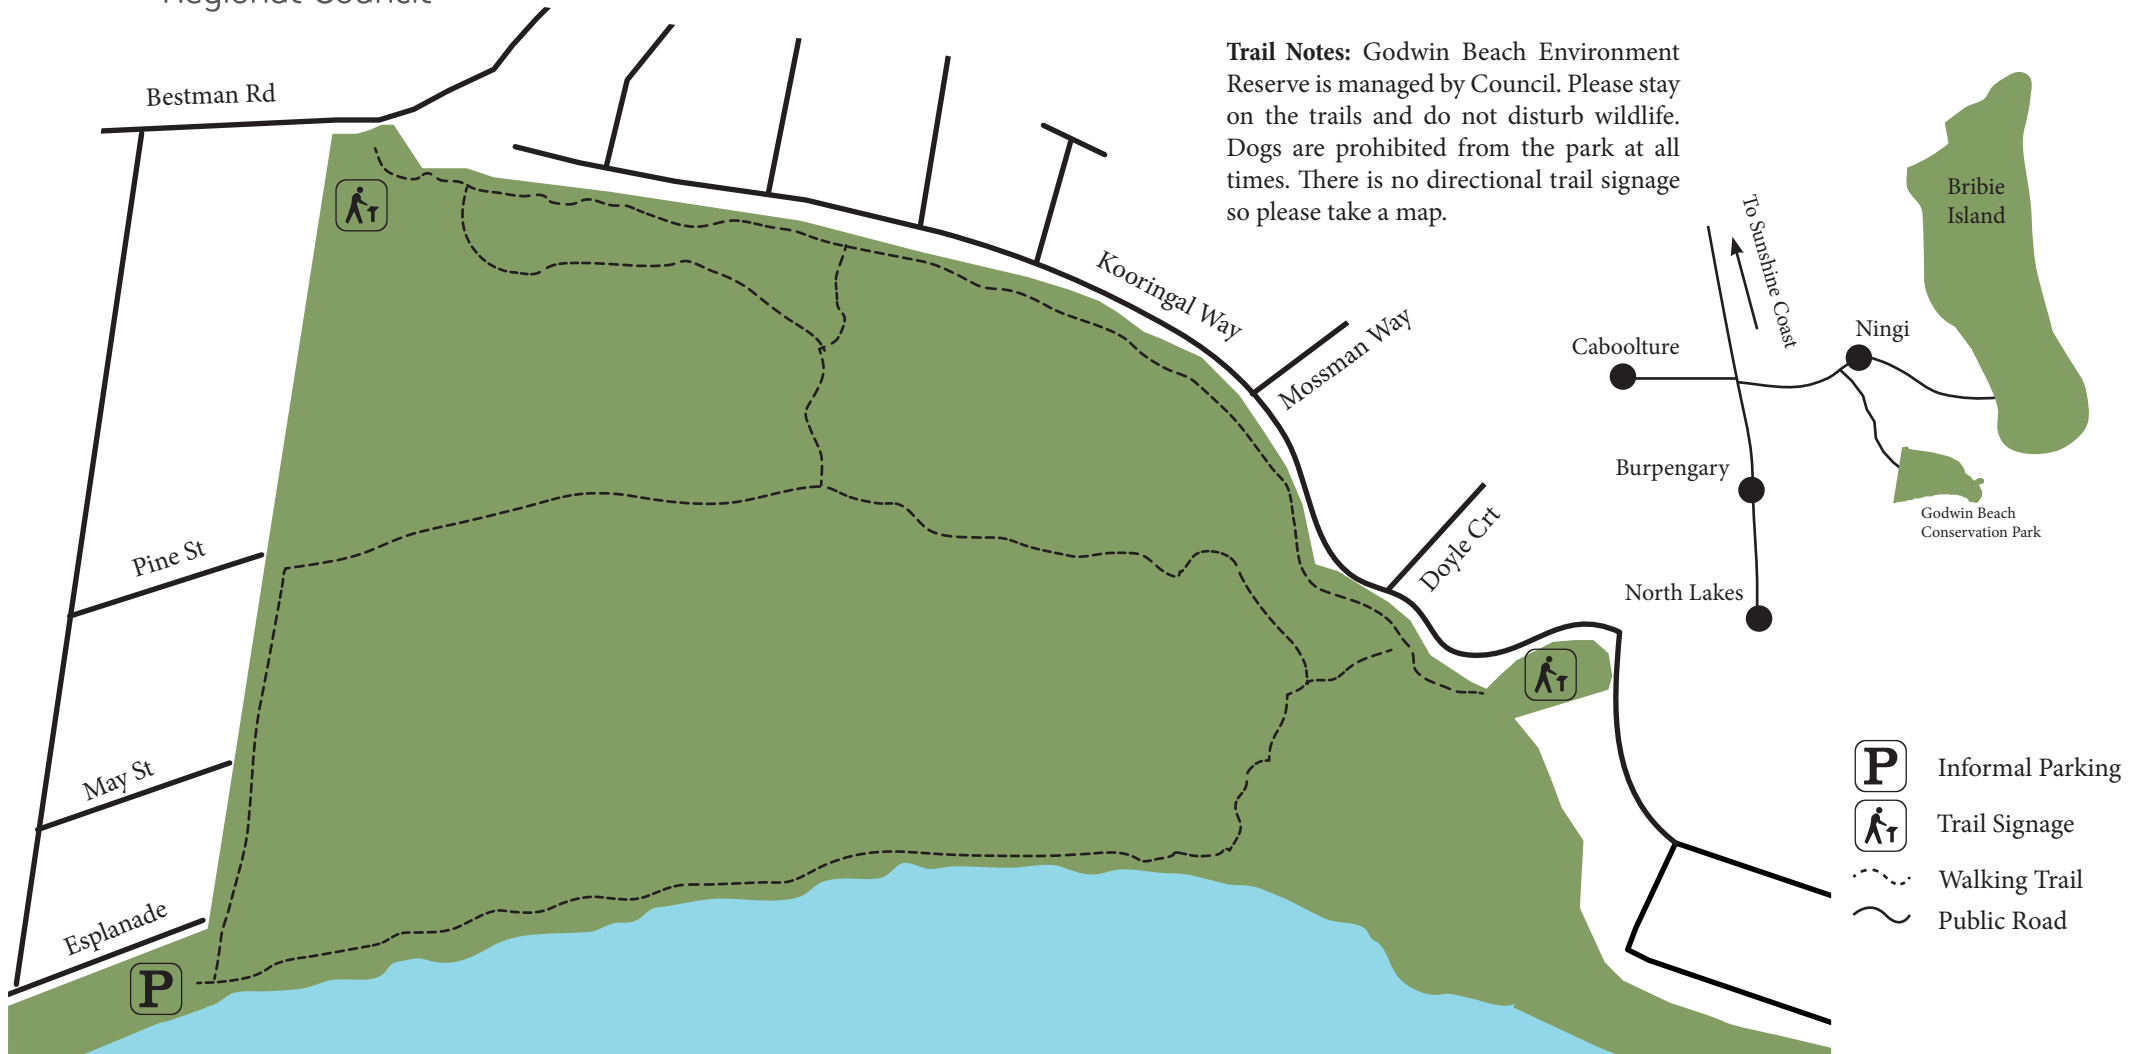 Regional Council
Bestman Rd
Trail Notes: Godwin Beach Environment
Reserve is managed by Council. Please stay
on the trails and do not disturb wildlife.
Dogs are prohibited from the park at all
times. There is no directional trail signage
so please take a map.
Kooringal Way
Mossman Way
Doyle Crt
Pine St
May St
Esplanade
P
Bribie
Island
To Sunshine Coast
Ningi
Caboolture
Burpengary
Godwin Beach
Conservation Park
North Lakes
P Informal Parking
Trail Signage
Walking Trail
Public Road